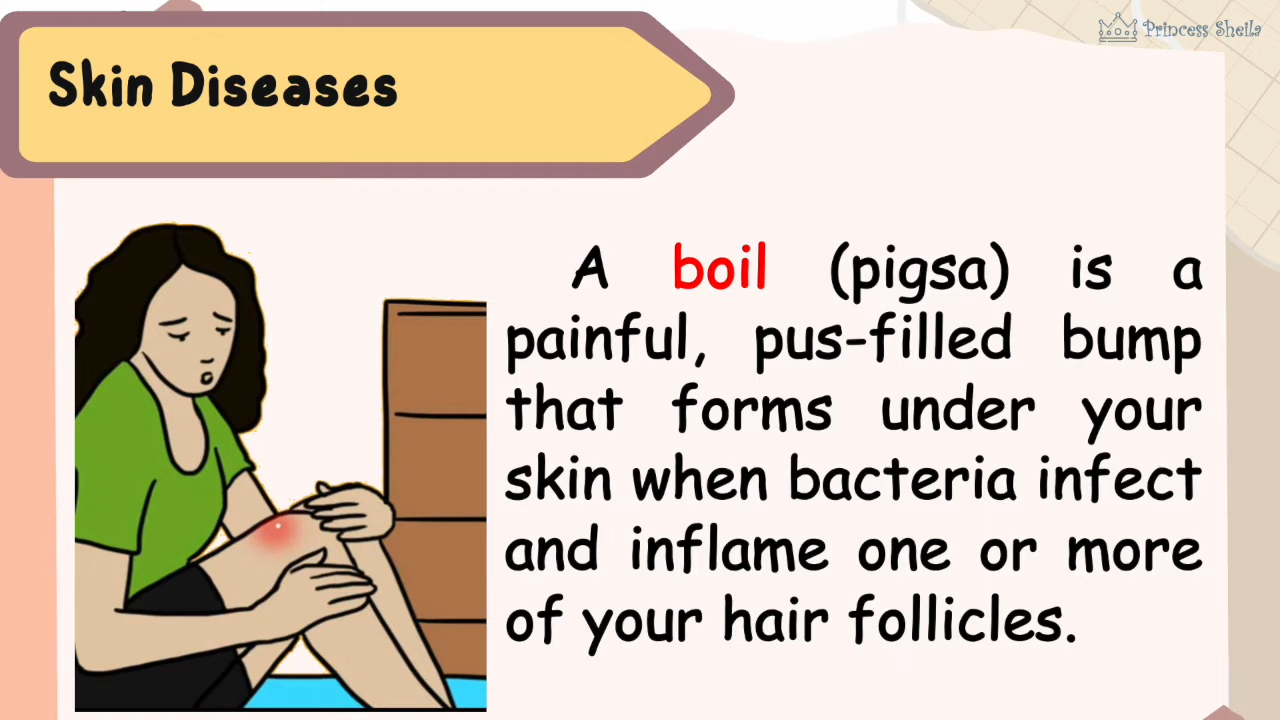 Princess Sheila
Skin Diseases
A boil (pigsa) is a
painful, pus-filled bump
that forms under your
skin when bacteria infect
and inflame one or more
of your hair follicles.